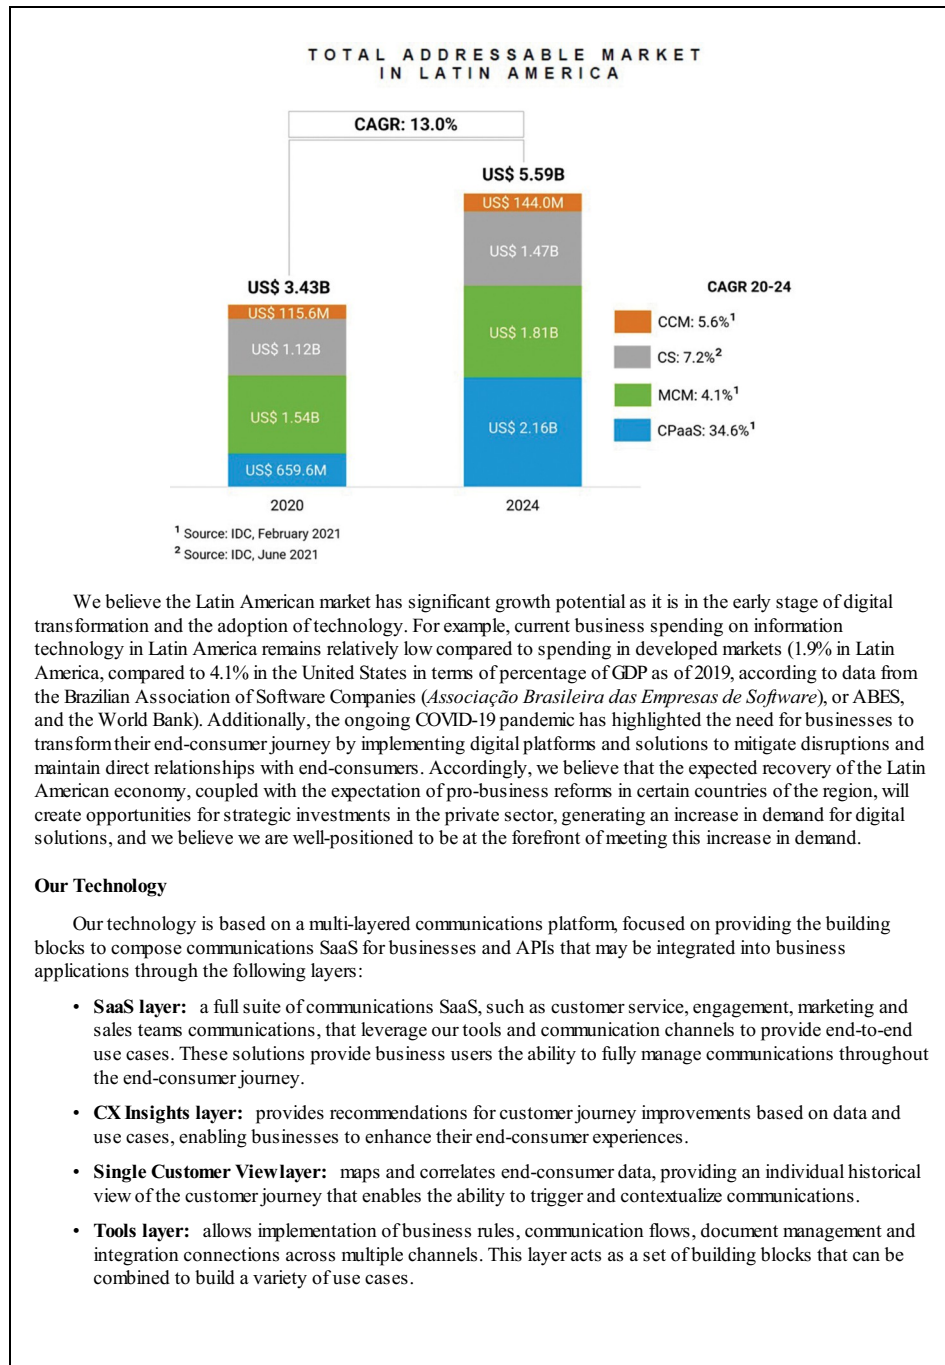 TOTAL ADDRESSABLE MARKET
IN LATIN AMERICA
CAGR: 13.0%
US$ 5.59B
US$ 144.0M
US$ 1.47B
US$ 3.43B
CAGR 20-24
US$ 115.6M
CCM: 5.6%¹
US$ 1.81B
US$ 1.12B
CS: 7.2%²
MCM: 4.1%¹
US$ 1.54B
US$ 2.16B
CPaaS: 34.6%¹
US$ 659.6M
2020
2024
¹ Source: IDC, February 2021
² Source: IDC, June 2021
We believe the Latin American market has significant growth potential as it is in the early stage of digital
transformation and the adoption of technology. For example, current business spending on information
technology in Latin America remains relatively low compared to spending in developed markets (1.9% in Latin
America, compared to 4.1% in the United States in terms of percentage of GDP as of 2019, according to data from
the Brazilian Association of Software Companies (Associação Brasileira das Empresas de Software), or ABES,
and the World Bank). Additionally, the ongoing COVID-19 pandemic has highlighted the need for businesses to
transform their end-consumer journey by implementing digital platforms and solutions to mitigate disruptions and
maintain direct relationships with end-consumers. Accordingly, we believe that the expected recovery of the Latin
American economy, coupled with the expectation of pro-business reforms in certain countries of the region, will
create opportunities for strategic investments in the private sector, generating an increase in demand for digital
solutions, and we believe we are well-positioned to be at the forefront of meeting this increase in demand.
Our Technology
Our technology is based on a multi-layered communications platform, focused on providing the building
blocks to compose communications SaaS for businesses and APIs that may be integrated into business
applications through the following layers:
• SaaS layer: a full suite of communications SaaS, such as customer service, engagement, marketing and
sales teams communications, that leverage our tools and communication channels to provide end-to-end
use cases. These solutions provide business users the ability to fully manage communications throughout
the end-consumer journey.
• CX Insights layer: provides recommendations for customer journey improvements based on data and
use cases, enabling businesses to enhance their end-consumer experiences.
• Single Customer View layer: maps and correlates end-consumer data, providing an individual historical
view of the customer journey that enables the ability to trigger and contextualize communications.
• Tools layer: allows implementation of business rules, communication flows, document management and
integration connections across multiple channels. This layer acts as a set of building blocks that can be
combined to build a variety of use cases.